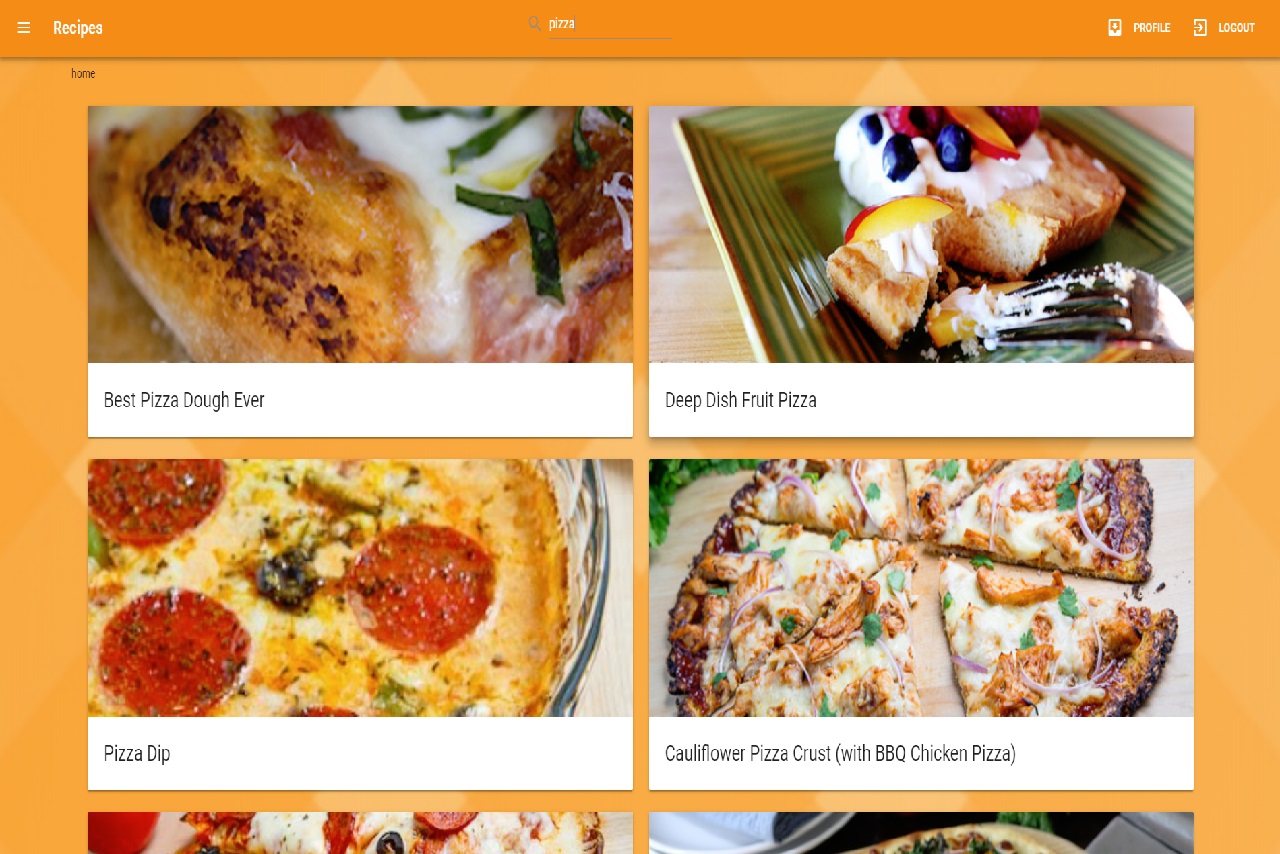 Recipes
pizza
PROFILE
LOGOUT
home
Best Pizza Dough Ever
Deep Dish Fruit Pizza
Pizza Dip
Cauliflower Pizza Crust (with BBQ Chicken Pizza)